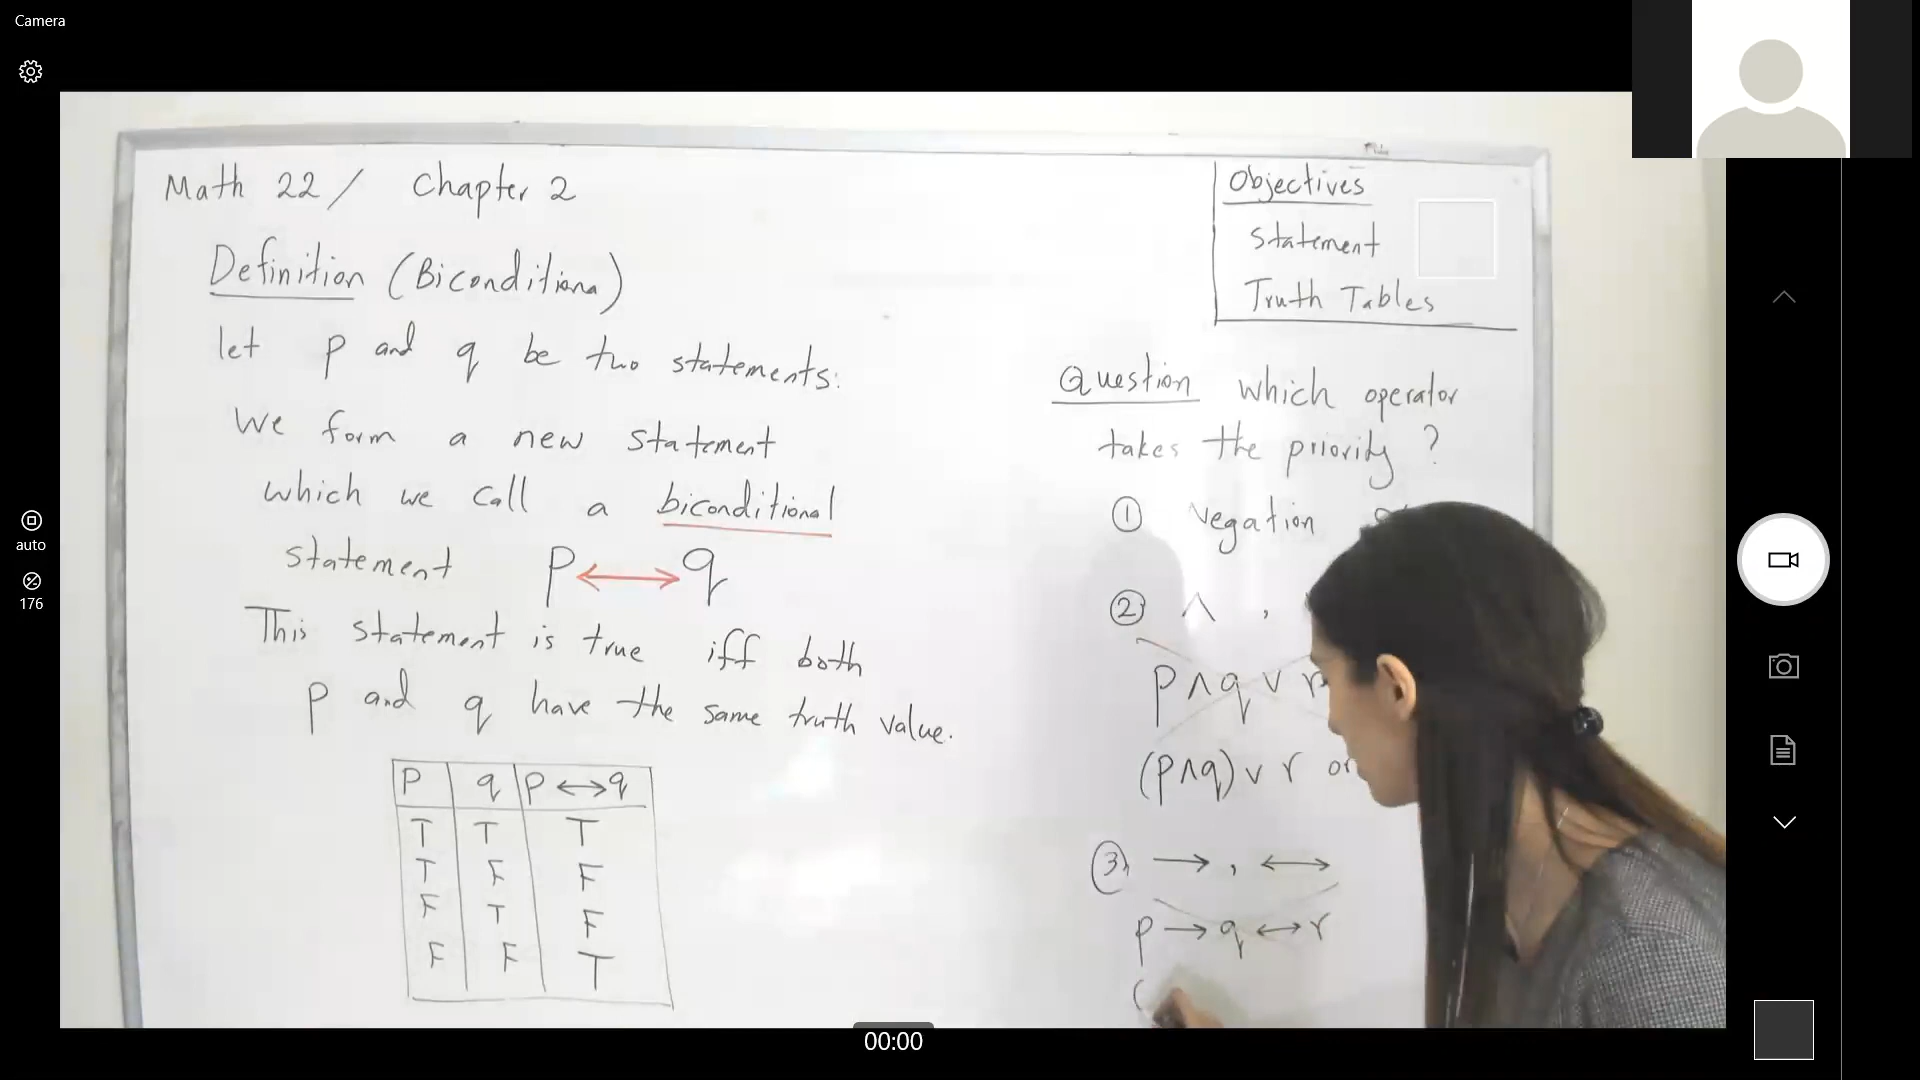 Camera
Math 22 / Chapter 2
Definition (Biconditiona)
let p and q be two statements:
We form a new statement
which we call a biconditional
statement p ↔ q
This statement is true iff both
p and q have the same truth value.
p q p ↔ q
T T T
T F F
F T F
F F T
Objectives
Statement
Truth Tables
Question which operator
takes the priority ?
① Negation
② ∧ ,
p ∧ q ∨ r
(p ∧ q) ∨ r or
③ → , ↔
p → q ↔ r
(
auto
176
00:00